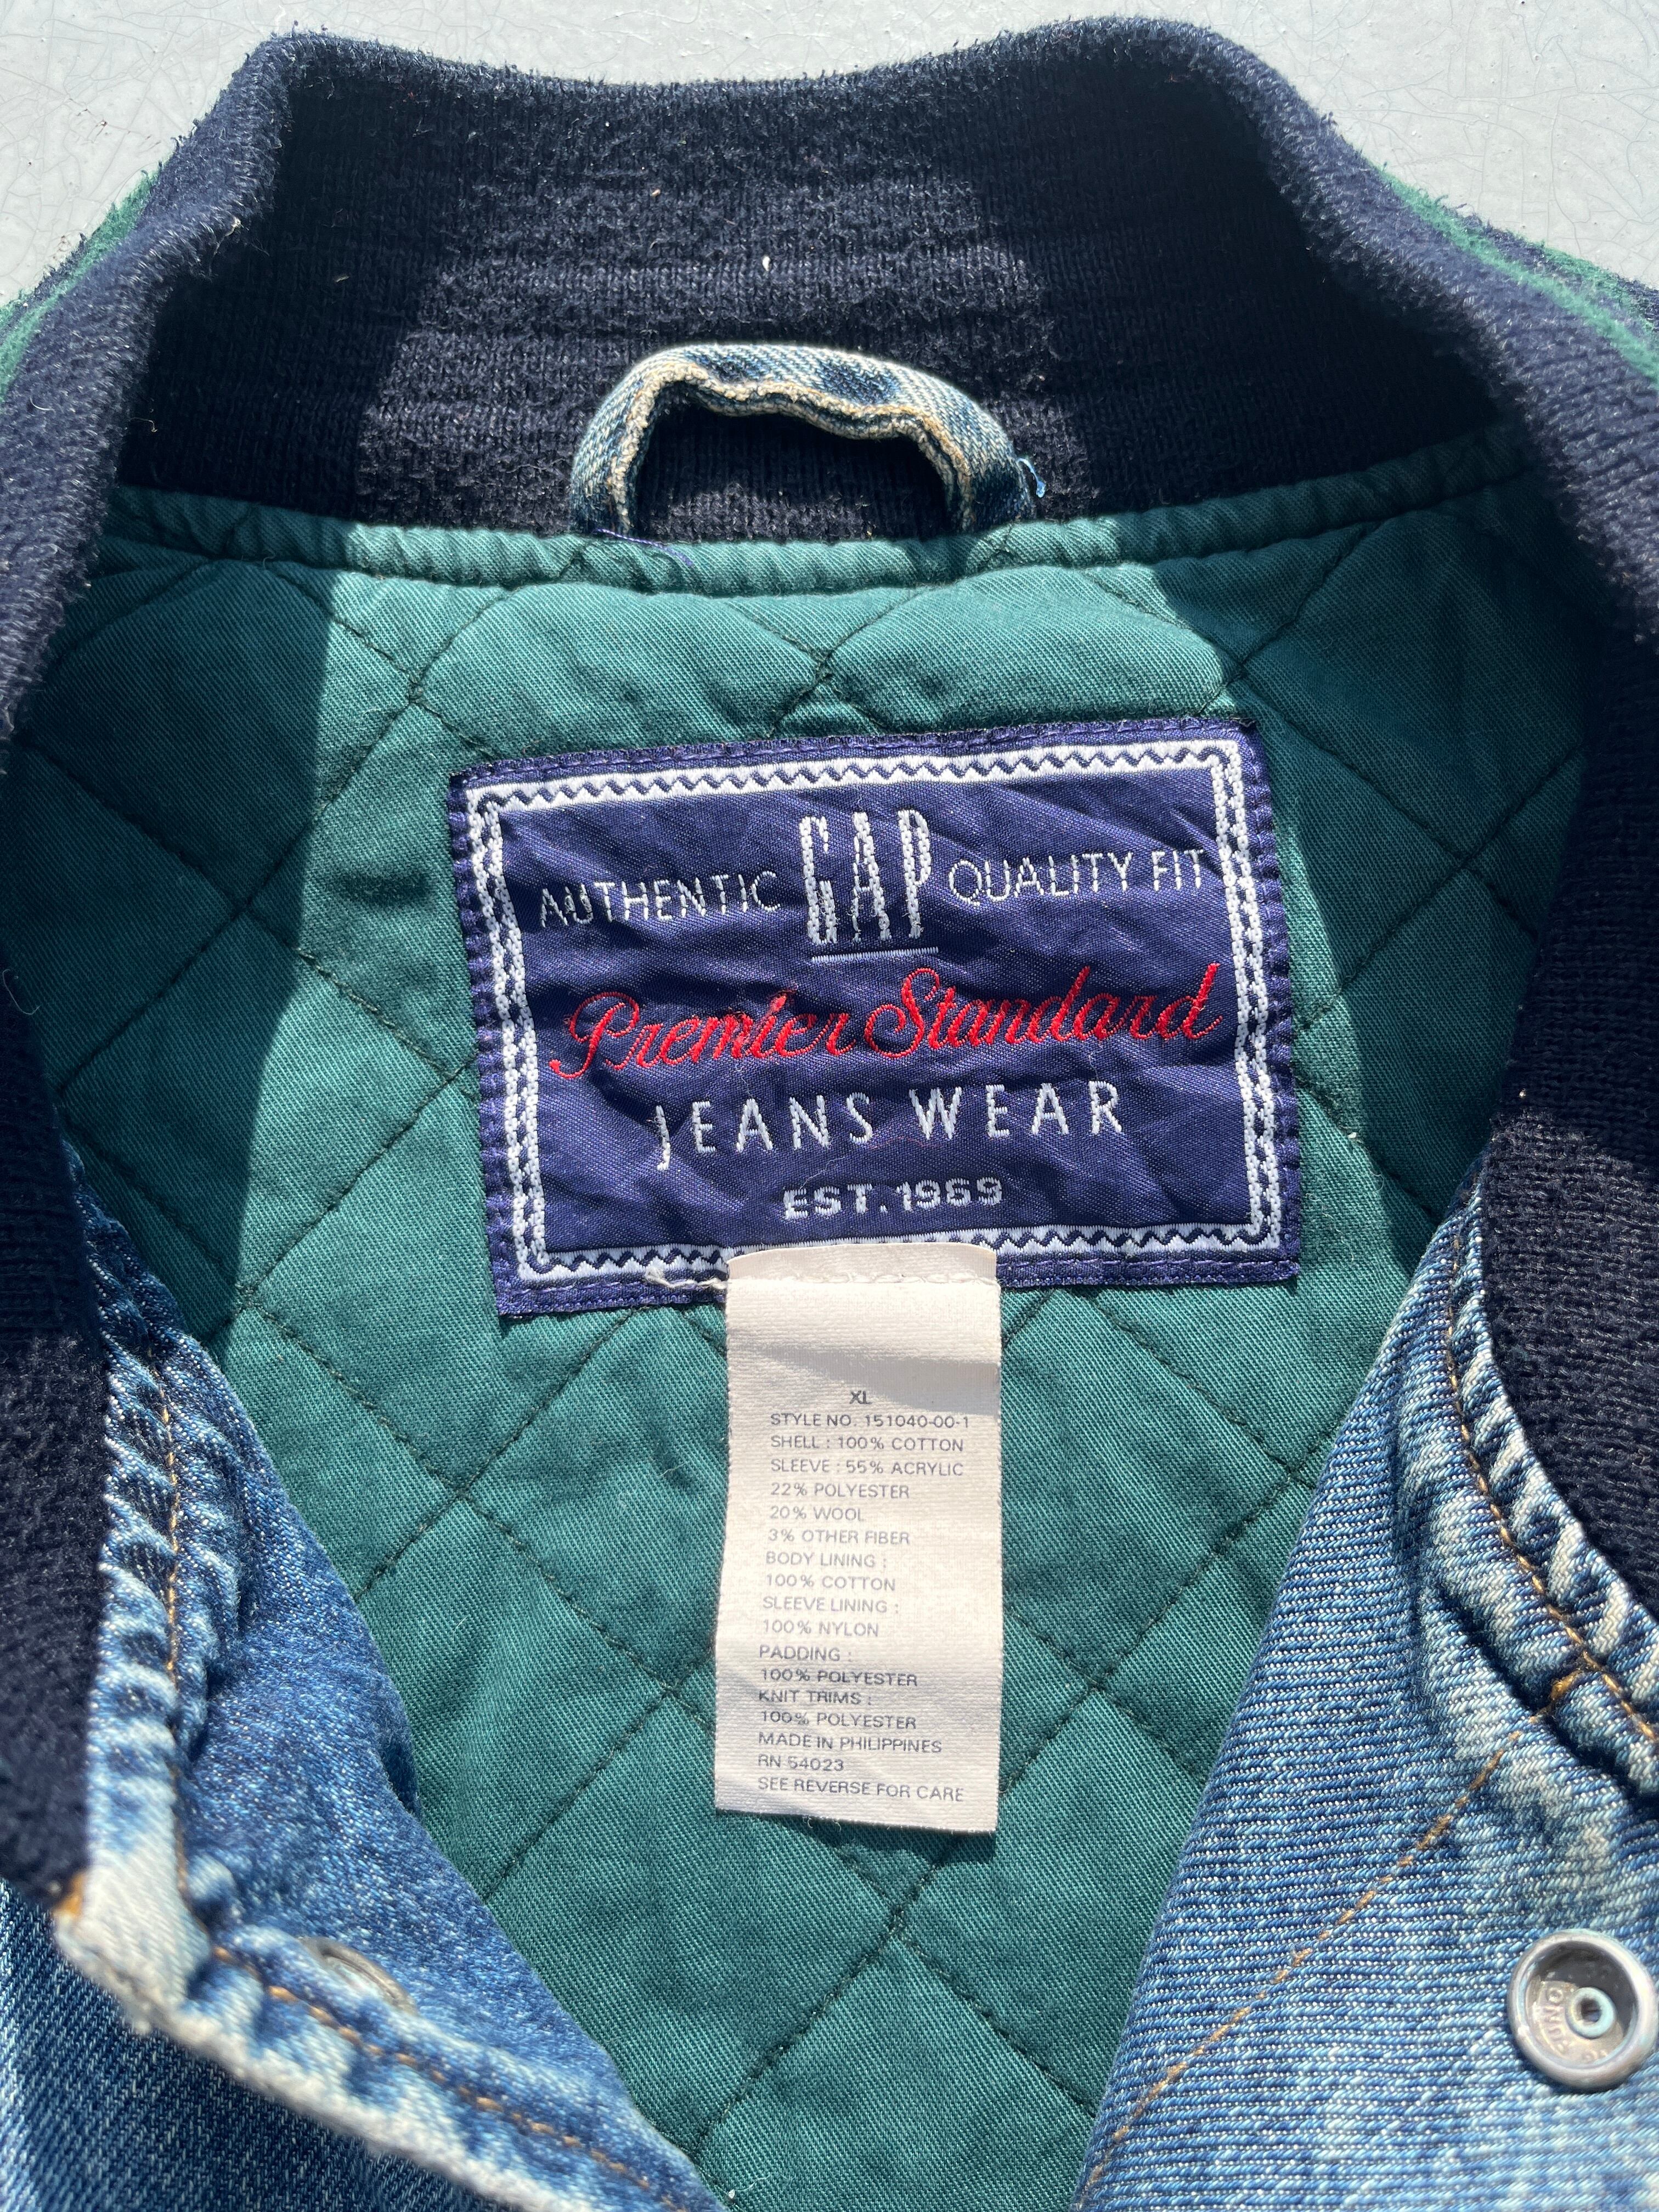 AUTHENTIC GAP QUALITY FIT
Premier Standard
JEANS WEAR
EST. 1969
XL
STYLE NO. 151040-00-1
SHELL : 100% COTTON
SLEEVE : 55% ACRYLIC
22% POLYESTER
20% WOOL
3% OTHER FIBER
BODY LINING :
100% COTTON
SLEEVE LINING :
100% NYLON
PADDING :
100% POLYESTER
KNIT TRIMS :
100% POLYESTER
MADE IN PHILIPPINES
RN 54023
SEE REVERSE FOR CARE